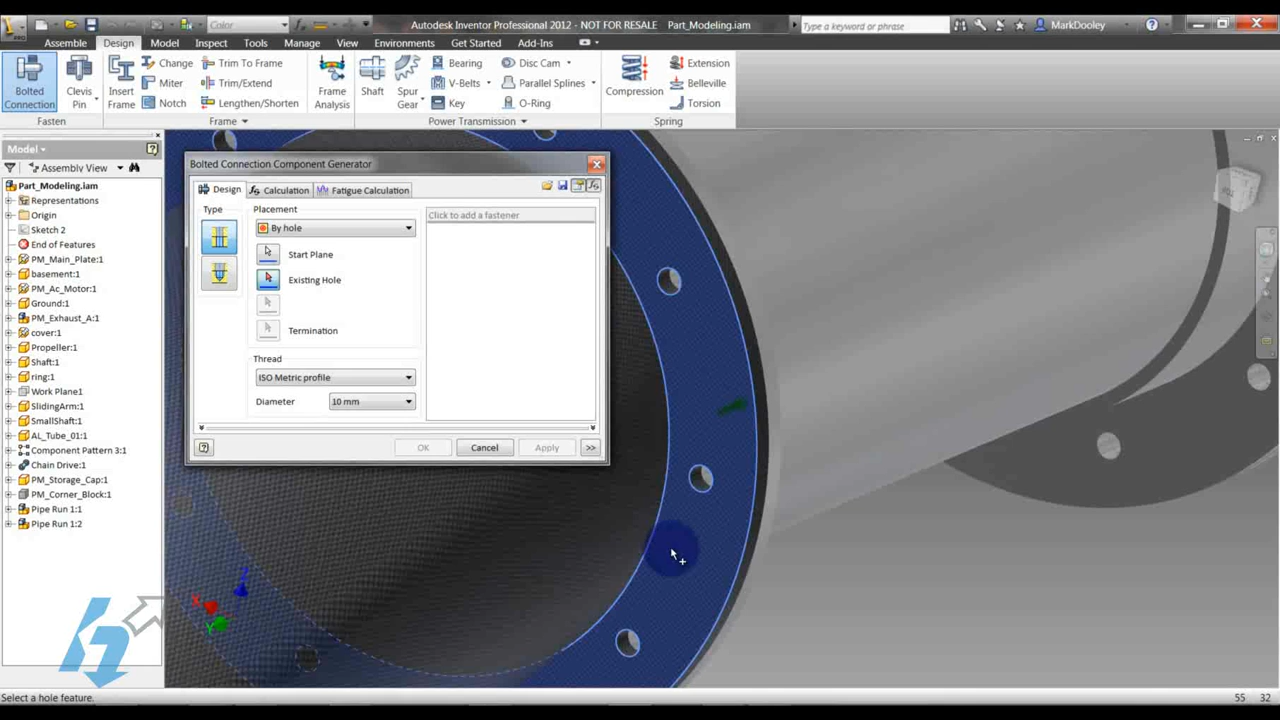 PRO
Color
Autodesk Inventor Professional 2012 - NOT FOR RESALE Part_Modeling.iam
Type a keyword or phrase
MarkDooley
Assemble Design Model Inspect Tools Manage View Environments Get Started Add-Ins
Bolted Connection
Clevis Pin
Insert Frame
Change
Miter
Notch
Trim To Frame
Trim/Extend
Lengthen/Shorten
Frame Analysis
Shaft
Spur Gear
Bearing
V-Belts
Key
Disc Cam
Parallel Splines
O-Ring
Compression
Extension
Belleville
Torsion
Fasten
Frame
Power Transmission
Spring
Model
Assembly View
Part_Modeling.iam
Representations
Origin
Sketch 2
End of Features
PM_Main_Plate:1
basement:1
PM_Ac_Motor:1
Ground:1
PM_Exhaust_A:1
cover:1
Propeller:1
Shaft:1
ring:1
Work Plane1
SlidingArm:1
SmallShaft:1
AL_Tube_01:1
Component Pattern 3:1
Chain Drive:1
PM_Storage_Cap:1
PM_Corner_Block:1
Pipe Run 1:1
Pipe Run 1:2
Bolted Connection Component Generator
Design
Calculation
Fatigue Calculation
Type
Placement
By hole
Start Plane
Existing Hole
Termination
Thread
ISO Metric profile
Diameter
10 mm
Click to add a fastener
OK
Cancel
Apply
>>
X
Y
Select a hole feature.
55 32